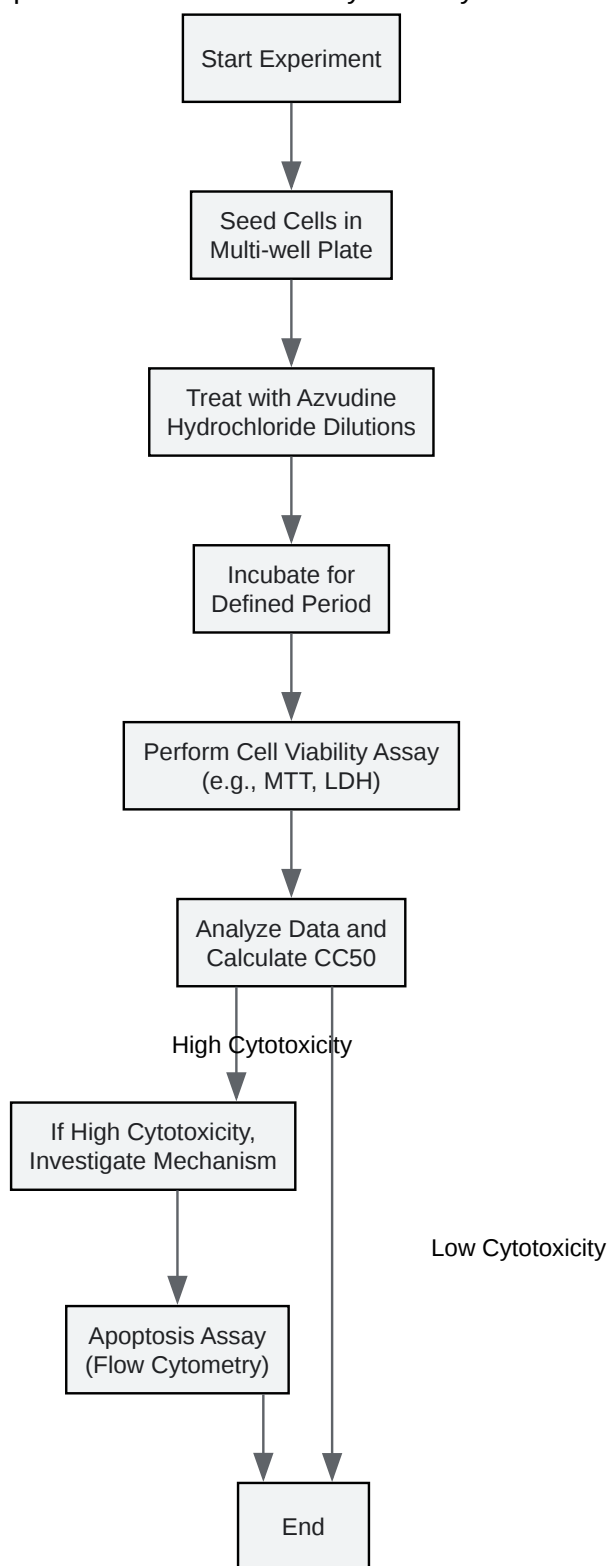 Start Experiment
Seed Cells in
Multi-well Plate
Treat with Azvudine
Hydrochloride Dilutions
Incubate for
Defined Period
Perform Cell Viability Assay
(e.g., MTT, LDH)
Analyze Data and
Calculate CC50
High Cytotoxicity
If High Cytotoxicity,
Investigate Mechanism
Low Cytotoxicity
Apoptosis Assay
(Flow Cytometry)
End